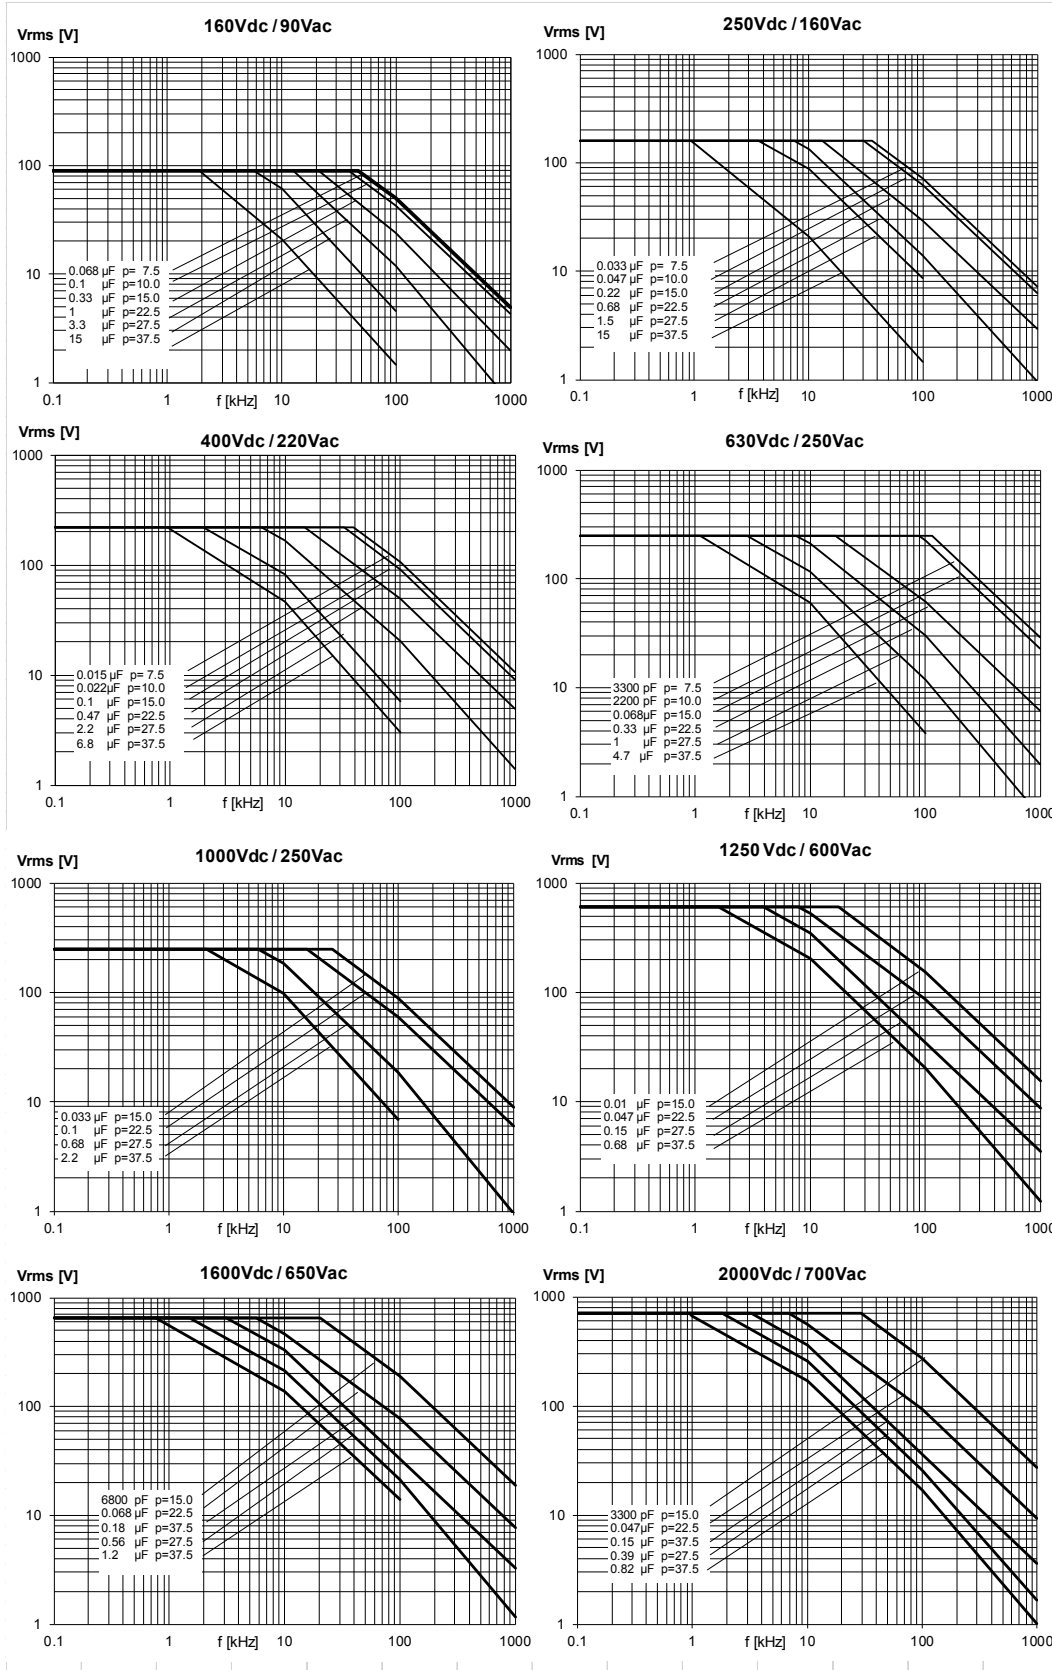 160Vdc / 90Vac
Vrms [V]
1000
100
10
1
0.068 µF p= 7.5
0.1 µF p=10.0
0.33 µF p=15.0
1 µF p=22.5
3.3 µF p=27.5
15 µF p=37.5
0.1 1 f [kHz] 10 100 1000
250Vdc / 160Vac
Vrms [V]
1000
100
10
1
0.033 µF p= 7.5
0.047 µF p=10.0
0.22 µF p=15.0
0.68 µF p=22.5
1.5 µF p=27.5
15 µF p=37.5
0.1 1 f [kHz] 10 100 1000
400Vdc / 220Vac
Vrms [V]
1000
100
10
1
0.015 µF p= 7.5
0.022µF p=10.0
0.1 µF p=15.0
0.47 µF p=22.5
2.2 µF p=27.5
6.8 µF p=37.5
0.1 1 f [kHz] 10 100 1000
630Vdc / 250Vac
Vrms [V]
1000
100
10
1
3300 pF p= 7.5
2200 pF p=10.0
0.068µF p=15.0
0.33 µF p=22.5
1 µF p=27.5
4.7 µF p=37.5
0.1 1 f [kHz] 10 100 1000
1000Vdc / 250Vac
Vrms [V]
1000
100
10
1
0.033 µF p=15.0
0.1 µF p=22.5
0.68 µF p=27.5
2.2 µF p=37.5
0.1 1 f [kHz] 10 100 1000
1250 Vdc / 600Vac
Vrms [V]
1000
100
10
1
0.01 µF p=15.0
0.047 µF p=22.5
0.15 µF p=27.5
0.68 µF p=37.5
0.1 1 f [kHz] 10 100 1000
1600Vdc / 650Vac
Vrms [V]
1000
100
10
1
6800 pF p=15.0
0.068 µF p=22.5
0.18 µF p=37.5
0.56 µF p=27.5
1.2 µF p=37.5
0.1 1 f [kHz] 10 100 1000
2000Vdc / 700Vac
Vrms [V]
1000
100
10
1
3300 pF p=15.0
0.047µF p=22.5
0.15 µF p=37.5
0.39 µF p=27.5
0.82 µF p=37.5
0.1 1 f [kHz] 10 100 1000